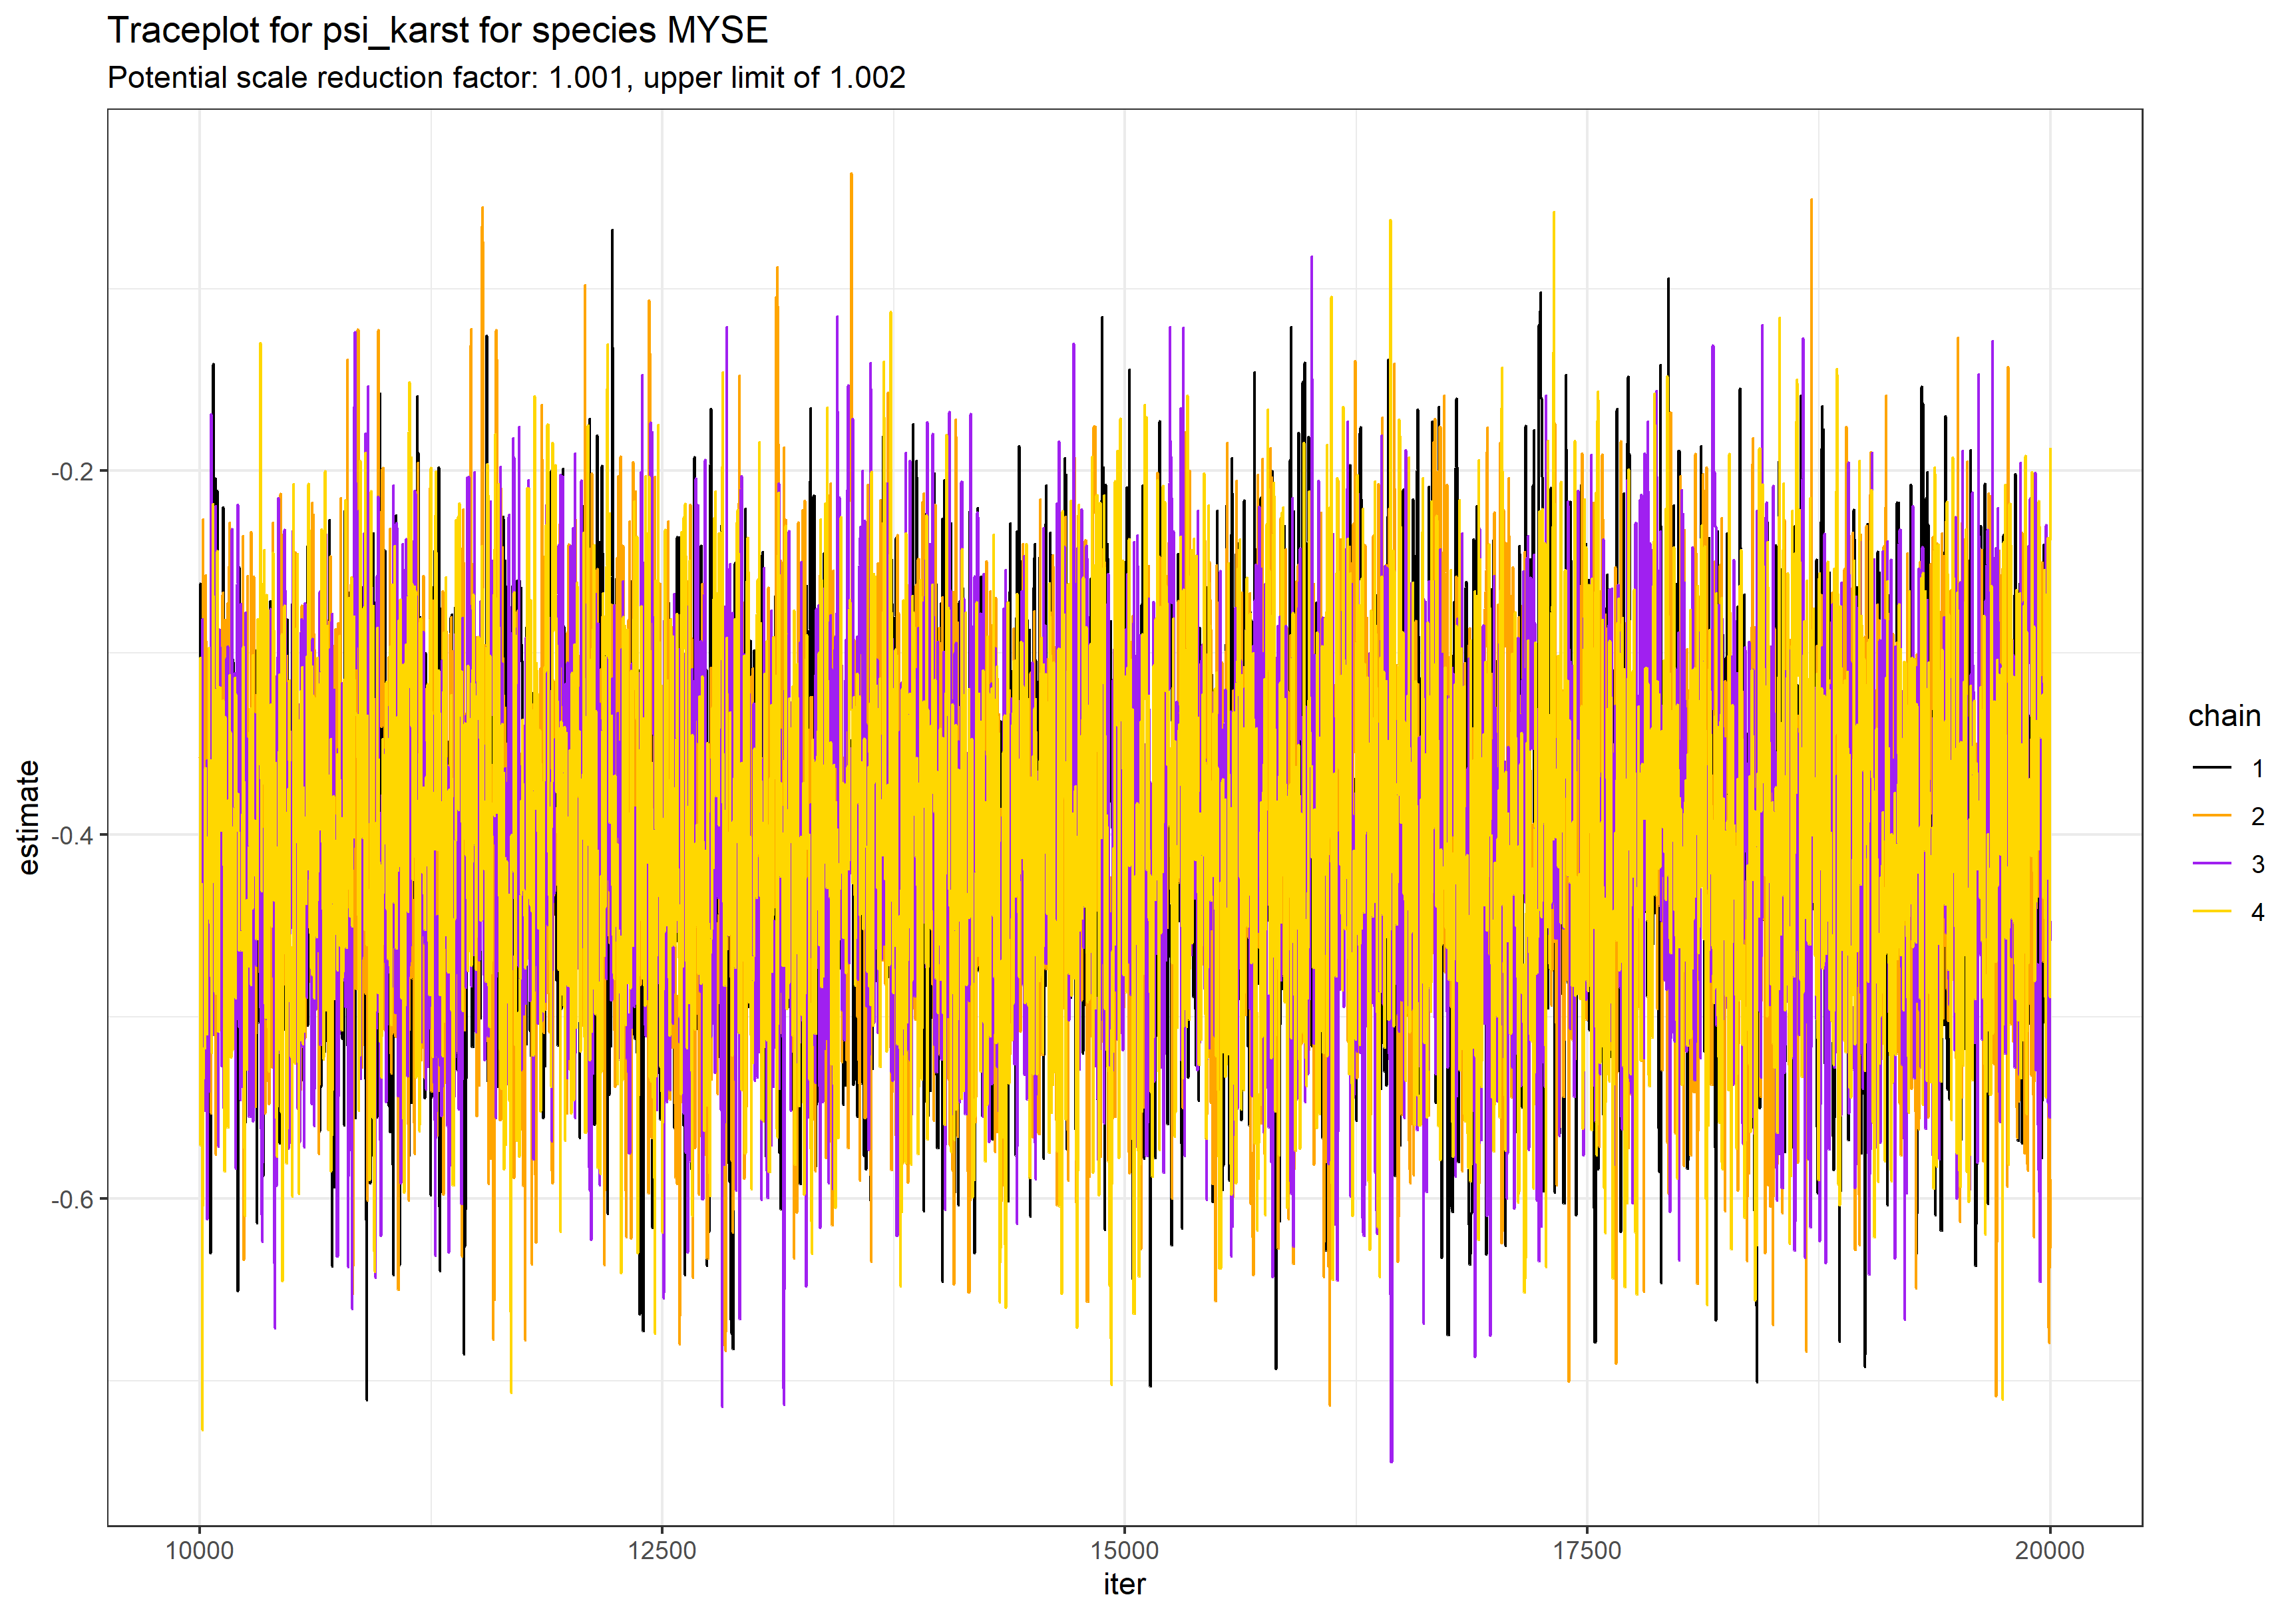 Traceplot for psi_karst for species MYSE
Potential scale reduction factor: 1.001, upper limit of 1.002
estimate
-0.2
-0.4
-0.6
10000
12500
15000
17500
20000
iter
chain
1
2
3
4